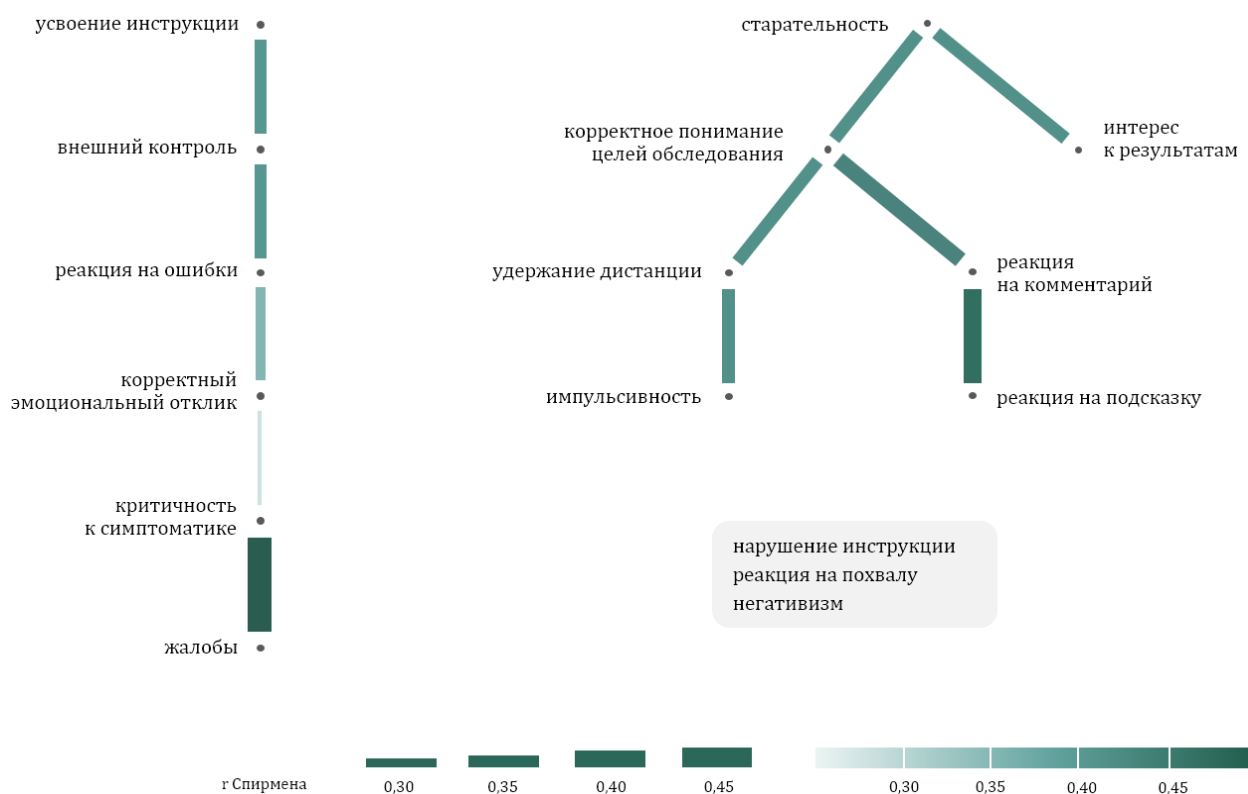 усвоение инструкции
внешний контроль
реакция на ошибки
корректный
эмоциональный отклик
критичность
к симптоматике
жалобы
старательность
корректное понимание
целей обследования
интерес
к результатам
удержание дистанции
реакция
на комментарий
импульсивность
реакция на подсказку
нарушение инструкции
реакция на похвалу
негативизм
r Спирмена
0,30
0,35
0,40
0,45
0,30
0,35
0,40
0,45